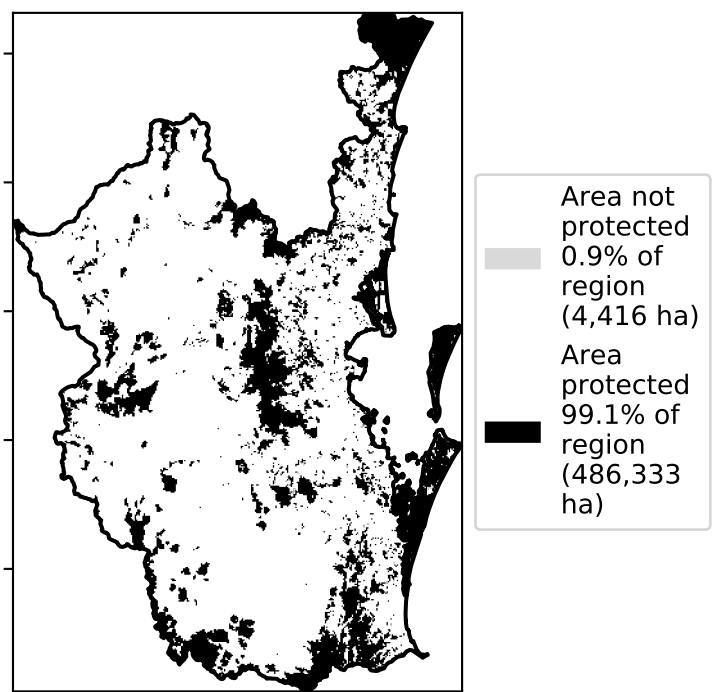 Area not
protected
0.9% of
region
(4,416 ha)
Area
protected
99.1% of
region
(486,333
ha)